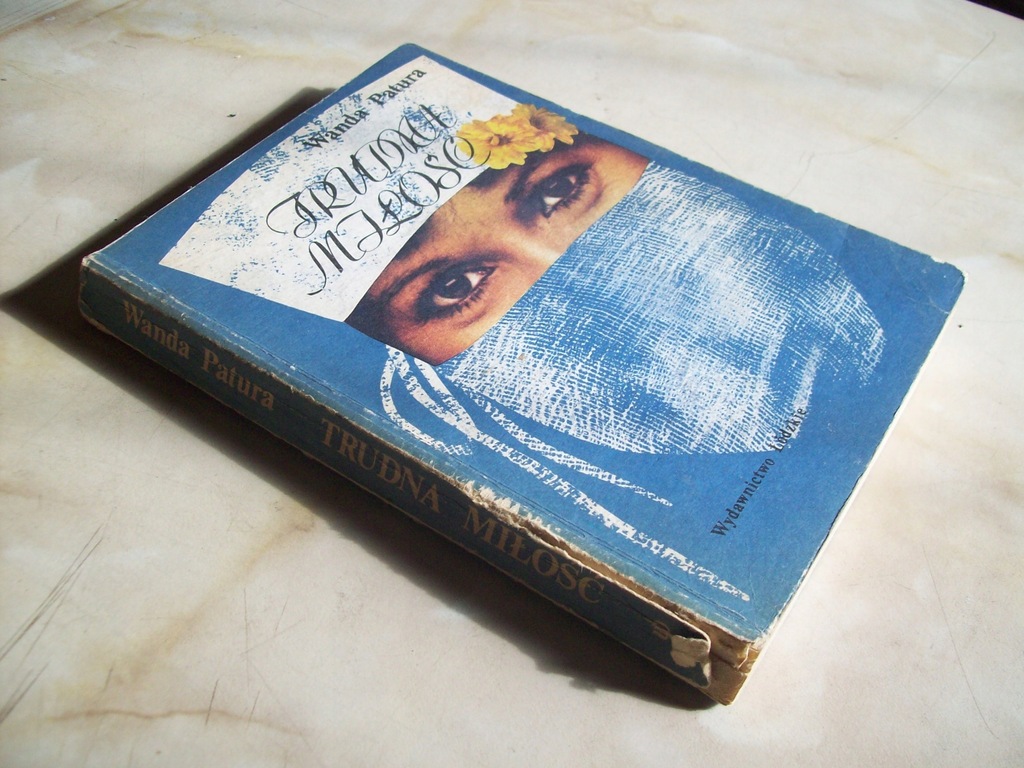 Wanda Patura
TRUDNA
MIŁOŚĆ
Wydawnictwo Łódzkie
Wanda Patura TRUDNA MIŁOŚĆ